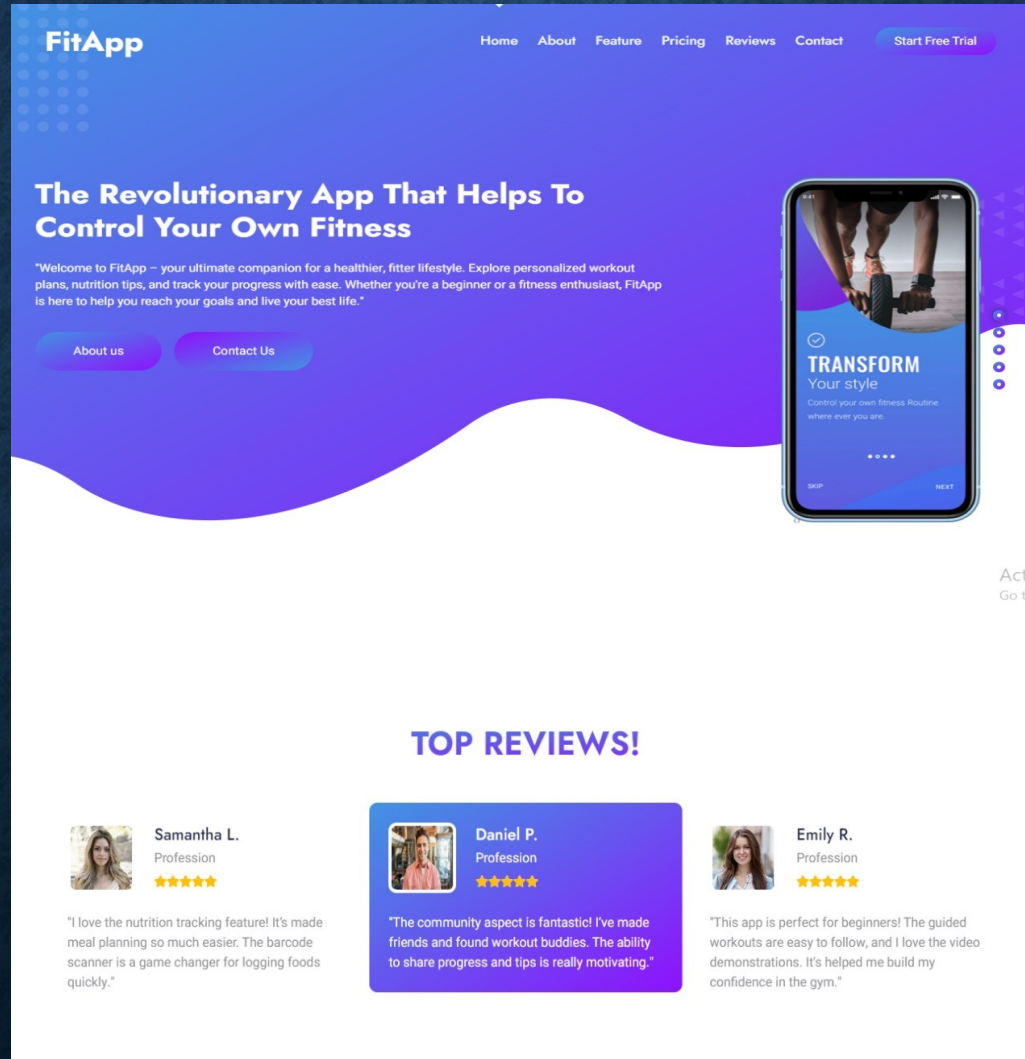 FitApp
Home About Feature Pricing Reviews Contact Start Free Trial
The Revolutionary App That Helps To
Control Your Own Fitness
"Welcome to FitApp – your ultimate companion for a healthier, fitter lifestyle. Explore personalized workout
plans, nutrition tips, and track your progress with ease. Whether you're a beginner or a fitness enthusiast, FitApp
is here to help you reach your goals and live your best life."
About us Contact Us
9:41
TRANSFORM
Your style
Control your own fitness Routine
where ever you are.
SKIP NEXT
Act
Go t
TOP REVIEWS!
Samantha L.
Profession
"I love the nutrition tracking feature! It's made
meal planning so much easier. The barcode
scanner is a game changer for logging foods
quickly."
Daniel P.
Profession
"The community aspect is fantastic! I've made
friends and found workout buddies. The ability
to share progress and tips is really motivating."
Emily R.
Profession
"This app is perfect for beginners! The guided
workouts are easy to follow, and I love the video
demonstrations. It's helped me build my
confidence in the gym."